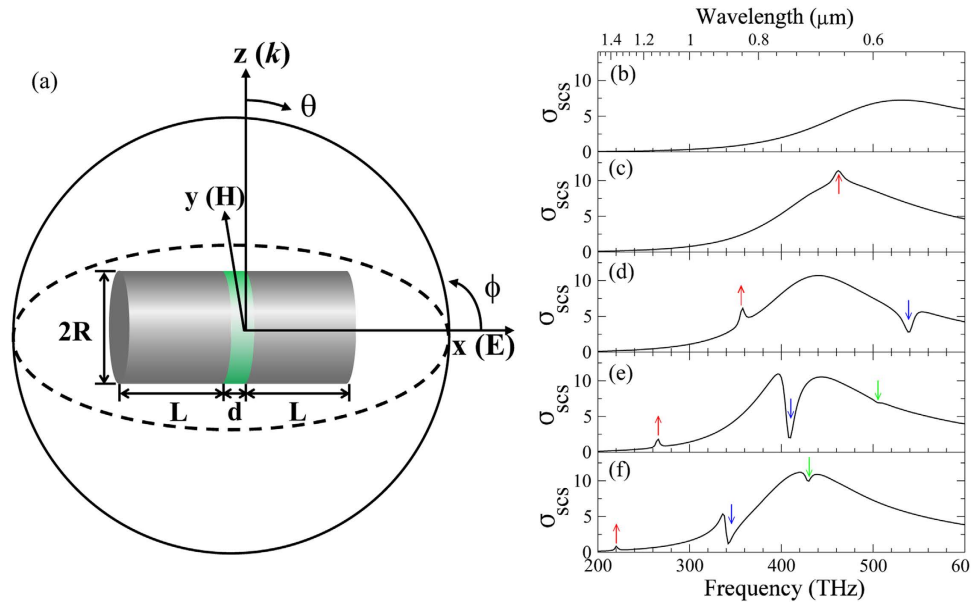 (a)
z (k)
θ
y (H)
ϕ
2R
x (E)
L
d
L
Wavelength (μm)
1.4
1.2
1
0.8
0.6
(b)
σscs
10
5
0
(c)
σscs
10
5
0
(d)
σscs
10
5
0
(e)
σscs
10
5
0
(f)
σscs
10
5
0
200
300
400
500
60
Frequency (THz)